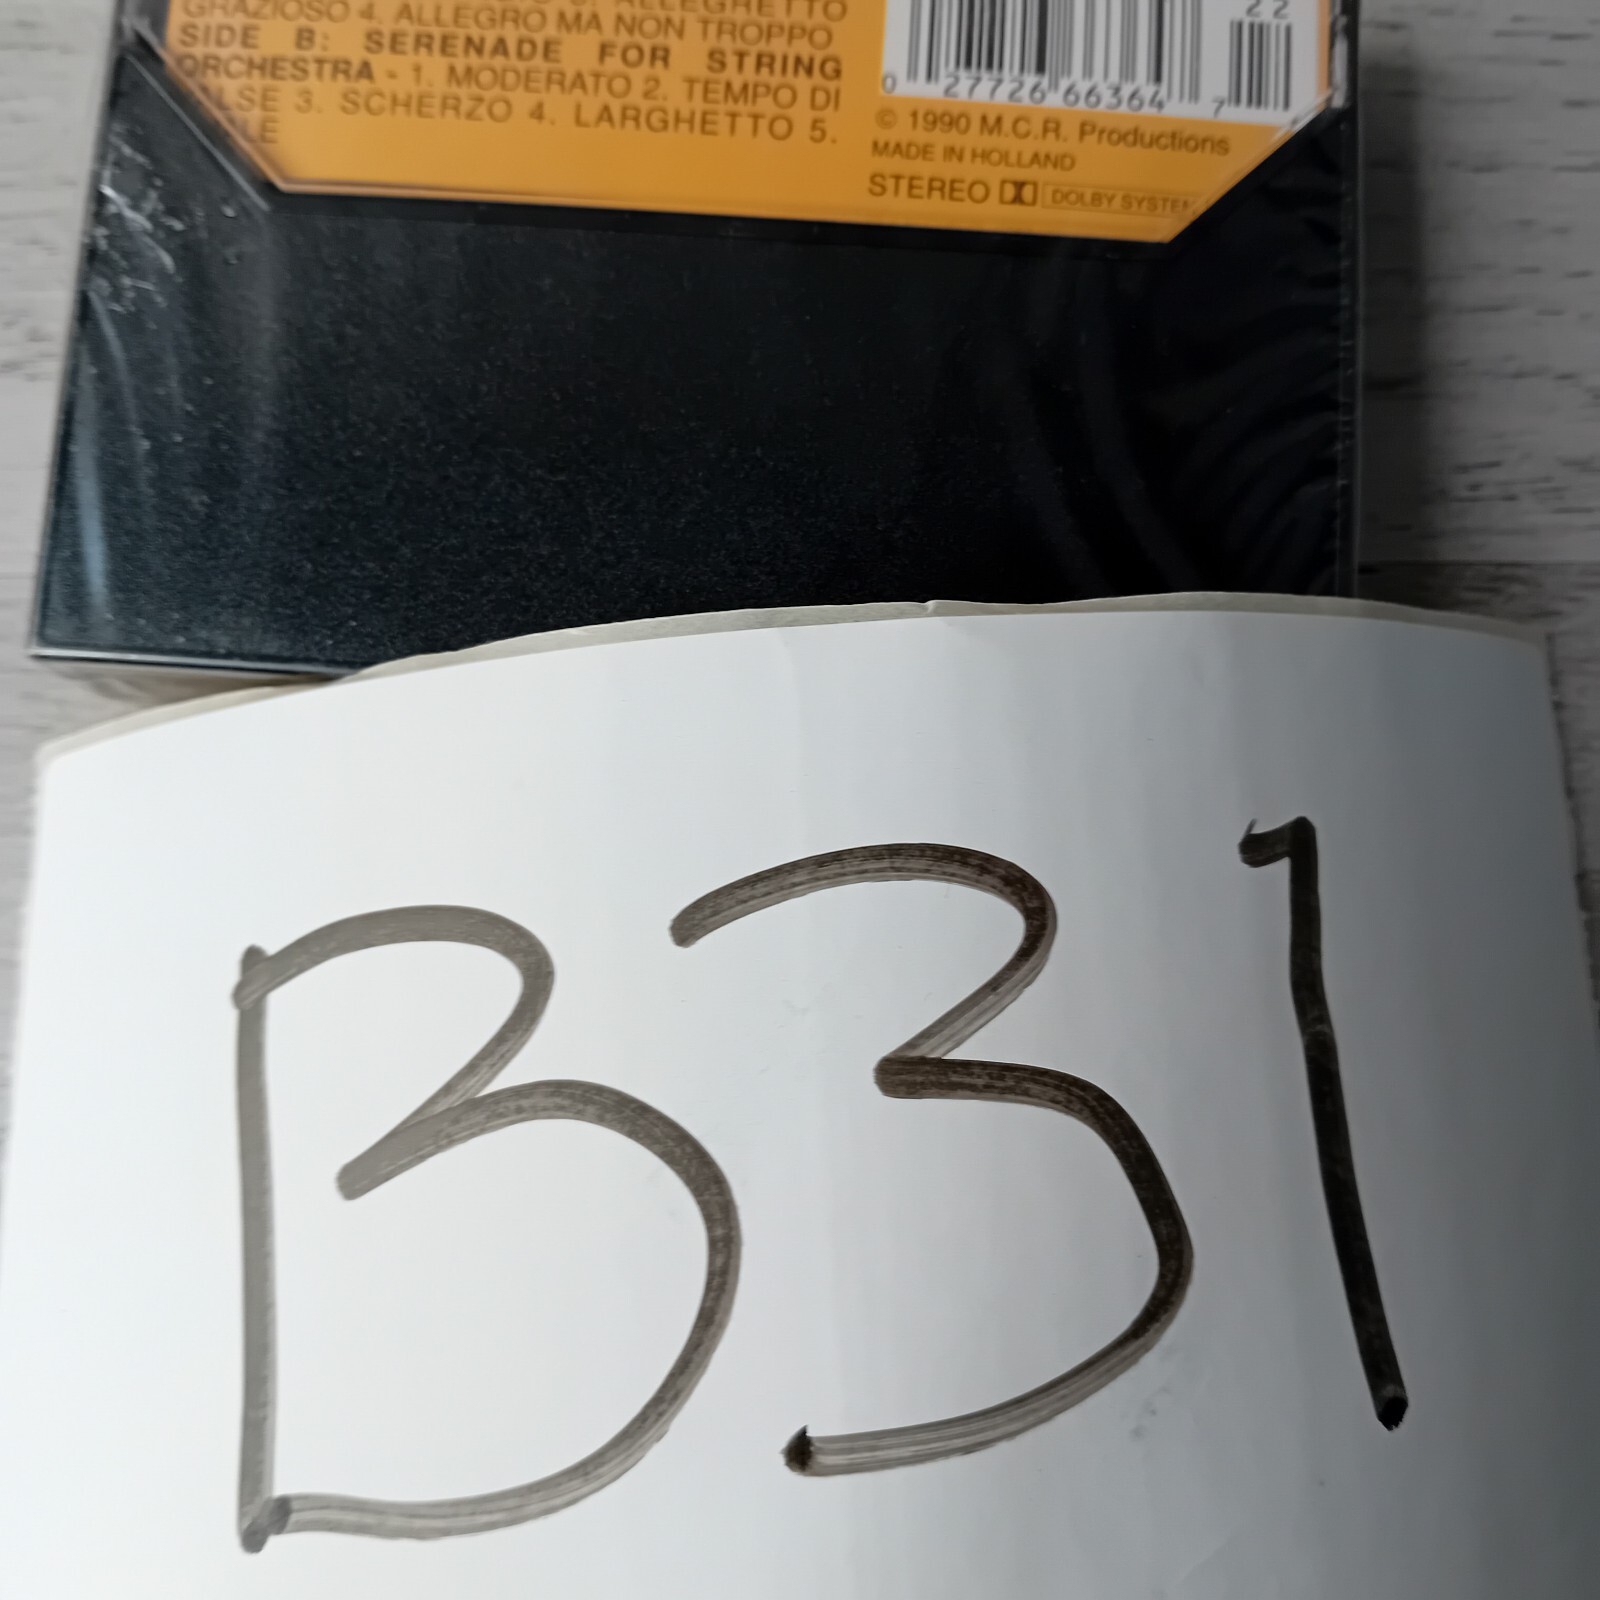 ALLEGRETTO
GRAZIOSO 4. ALLEGRO MA NON TROPPO
SIDE B: SERENADE FOR STRING
ORCHESTRA - 1. MODERATO 2. TEMPO DI
3. SCHERZO 4. LARGHETTO 5.
22
0 27726 66364 7
© 1990 M.C.R. Productions
MADE IN HOLLAND
STEREO DOLBY SYSTEM
B31